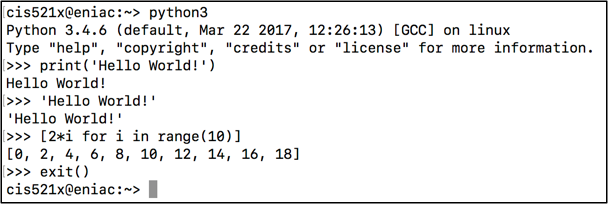 cis521x@eniac:~> python3
Python 3.4.6 (default, Mar 22 2017, 12:26:13) [GCC] on linux
Type "help", "copyright", "credits" or "license" for more information.
>>> print('Hello World!')
Hello World!
>>> 'Hello World!'
'Hello World!'
>>> [2*i for i in range(10)]
[0, 2, 4, 6, 8, 10, 12, 14, 16, 18]
>>> exit()
cis521x@eniac:~>